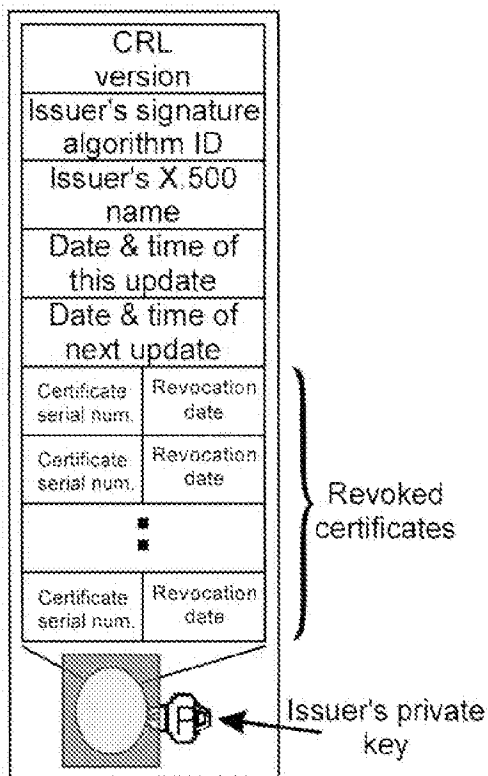 CRL
version
Issuer's signature
algorithm ID
Issuer's X.500
name
Date & time of
this update
Date & time of
next update
Certificate
serial num.
Revocation
date
Certificate
serial num.
Revocation
date
Certificate
serial num.
Revocation
date
Revoked
certificates
Issuer's private
key